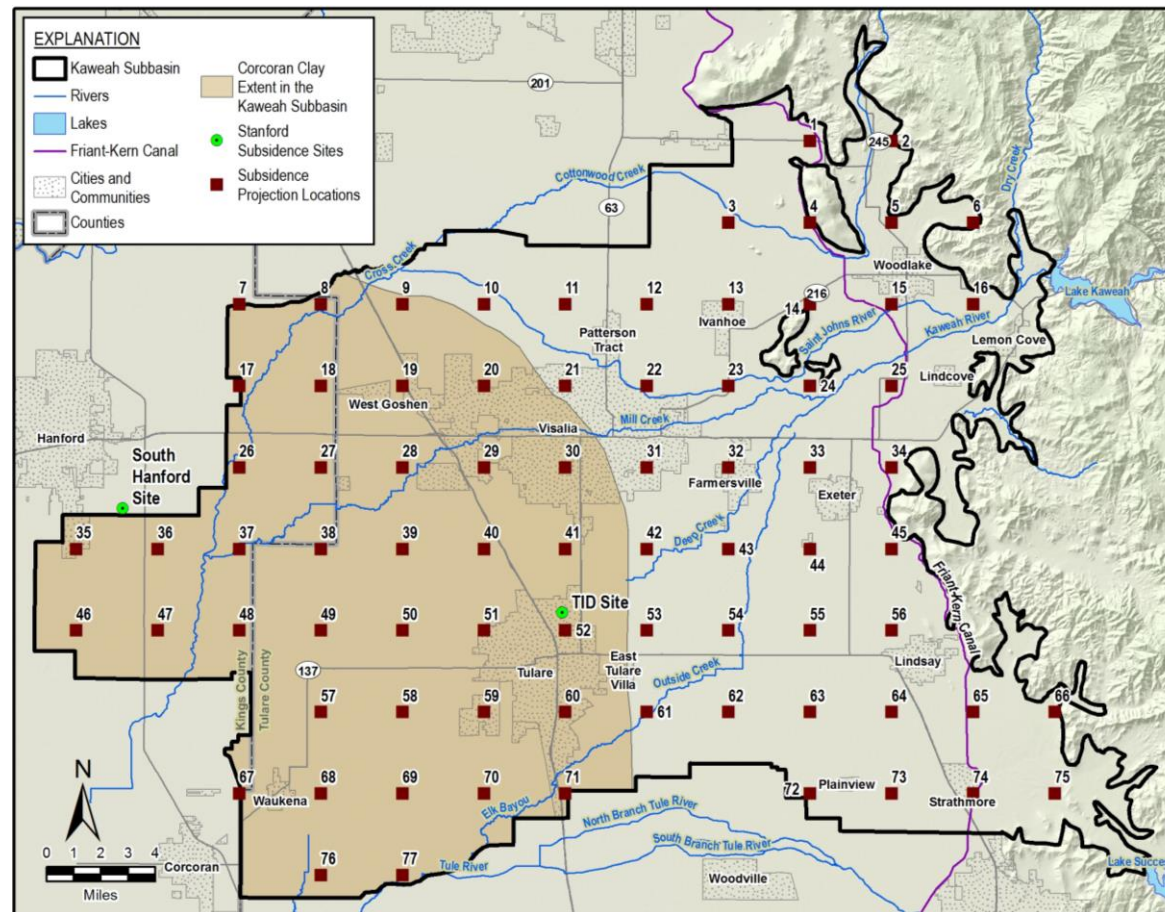 EXPLANATION
Kaweah Subbasin
Rivers
Lakes
Friant-Kern Canal
Cities and
Communities
Counties
Corcoran Clay
Extent in the
Kaweah Subbasin
Stanford
Subsidence Sites
Subsidence
Projection Locations
201
1
245
2
Dry Creek
Cottonwood Creek
63
3
4
5
6
Woodlake
Cross Creek
7
8
9
10
11
12
13
14
216
15
16
Lake Kaweah
Patterson
Tract
Ivanhoe
Saint Johns River
Kaweah River
Lemon Cove
17
18
19
20
21
22
23
24
25
Lindcove
West Goshen
Hanford
Visalia
Mill Creek
26
27
28
29
30
31
32
33
34
South
Hanford
Site
Farmersville
Exeter
35
36
37
38
39
40
41
42
Deep Creek
43
44
45
Friant-Kern Canal
46
47
48
49
50
51
TID Site
52
53
54
55
56
Kings County
Tulare County
137
Tulare
East
Tulare
Villa
Outside Creek
Lindsay
57
58
59
60
61
62
63
64
65
66
67
Waukena
68
69
70
71
72
Plainview
73
74
Strathmore
75
Elk Bayou
North Branch Tule River
South Branch Tule River
Tule River
76
77
Woodville
Lake Succe
Corcoran
N
0 1 2 3 4
Miles